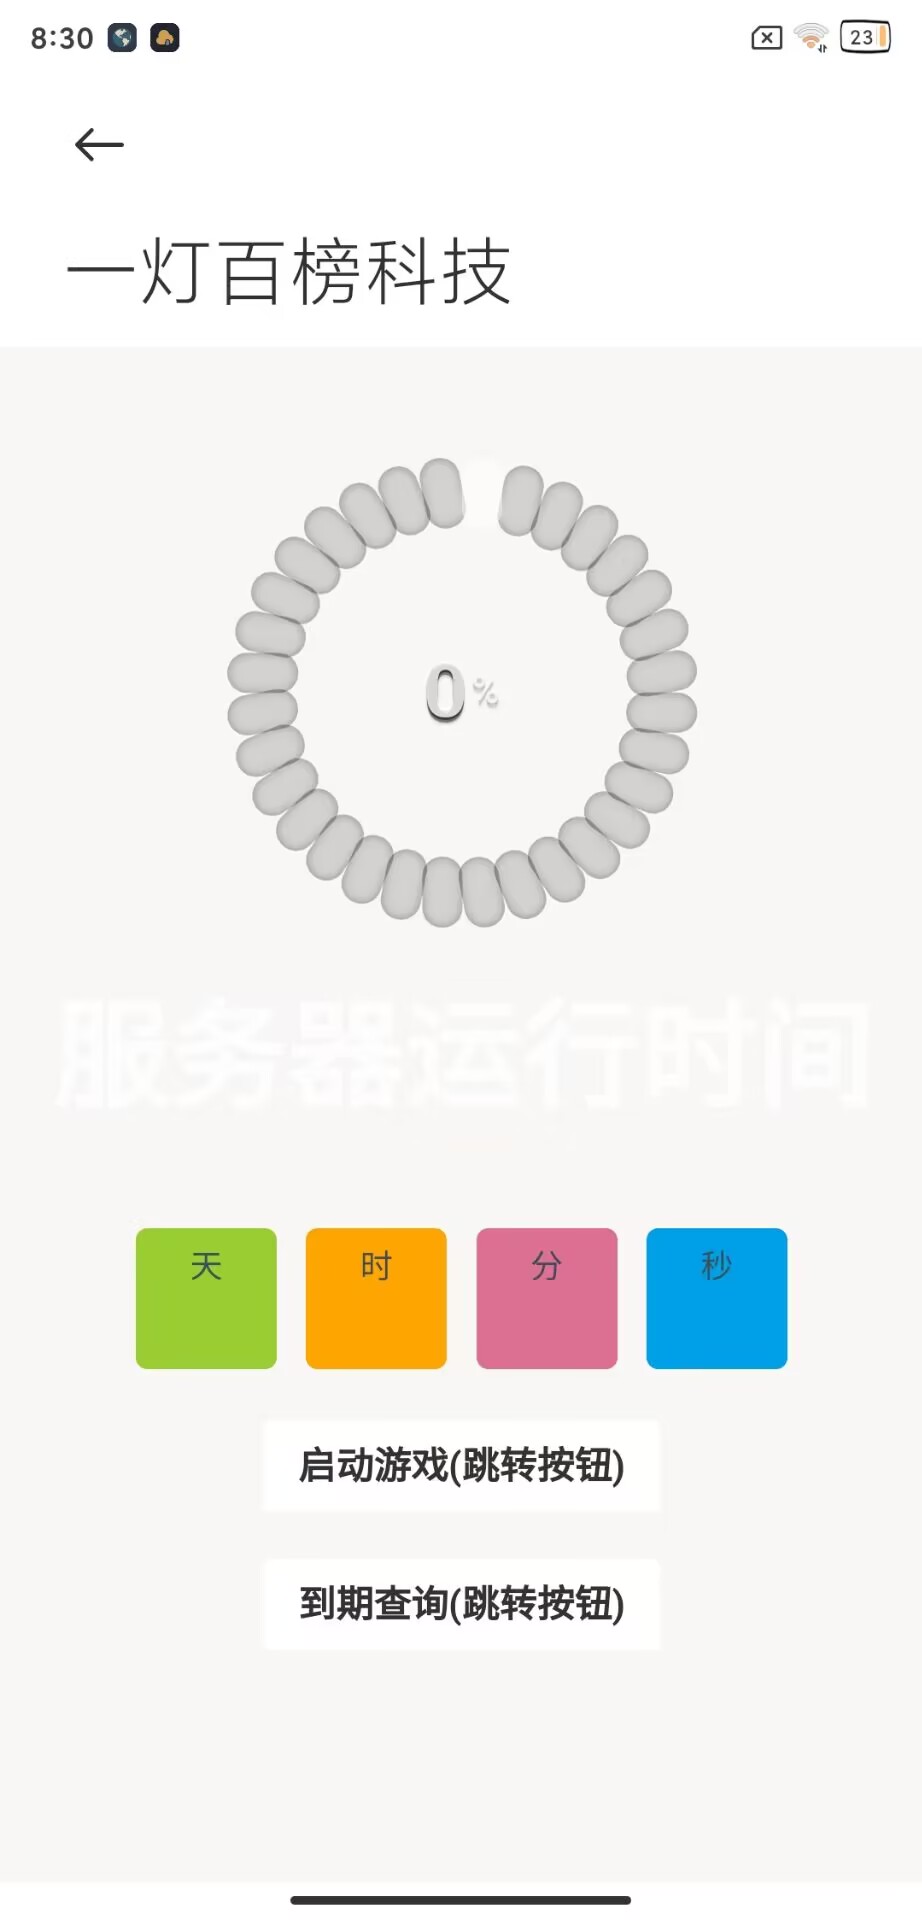 8:30
23
一灯百榜科技
0%
服务器运行时间
天 时 分 秒
启动游戏(跳转按钮)
到期查询(跳转按钮)